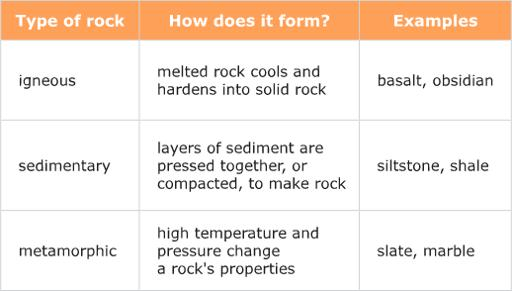 Type of rock
How does it form?
Examples
igneous
melted rock cools and
hardens into solid rock
basalt, obsidian
sedimentary
layers of sediment are
pressed together, or
compacted, to make rock
siltstone, shale
metamorphic
high temperature and
pressure change
a rock's properties
slate, marble